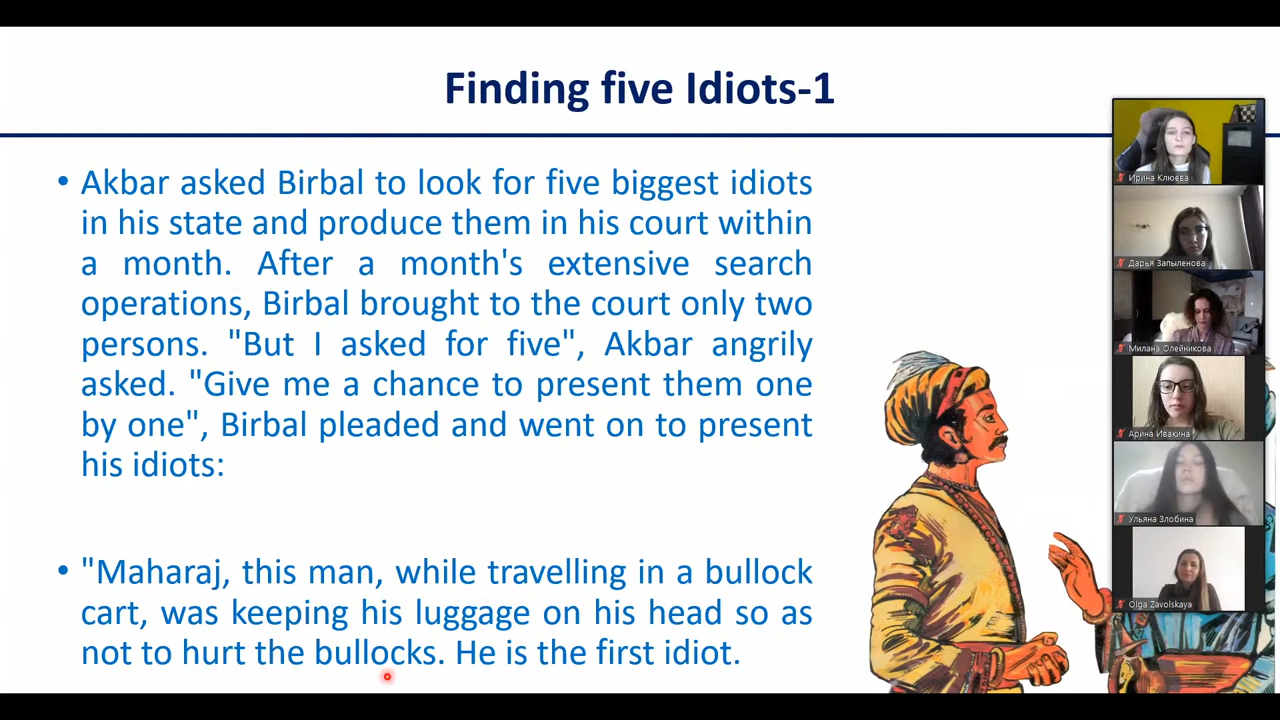 Finding five Idiots-1
• Akbar asked Birbal to look for five biggest idiots
in his state and produce them in his court within
a month. After a month's extensive search
operations, Birbal brought to the court only two
persons. "But I asked for five", Akbar angrily
asked. "Give me a chance to present them one
by one", Birbal pleaded and went on to present
his idiots:
• "Maharaj, this man, while travelling in a bullock
cart, was keeping his luggage on his head so as
not to hurt the bullocks. He is the first idiot.
Ирина Клюева
Дарья Запыленова
Милана Олейникова
Арина Ивакина
Ульяна Злобина
Olga Zavolskaya